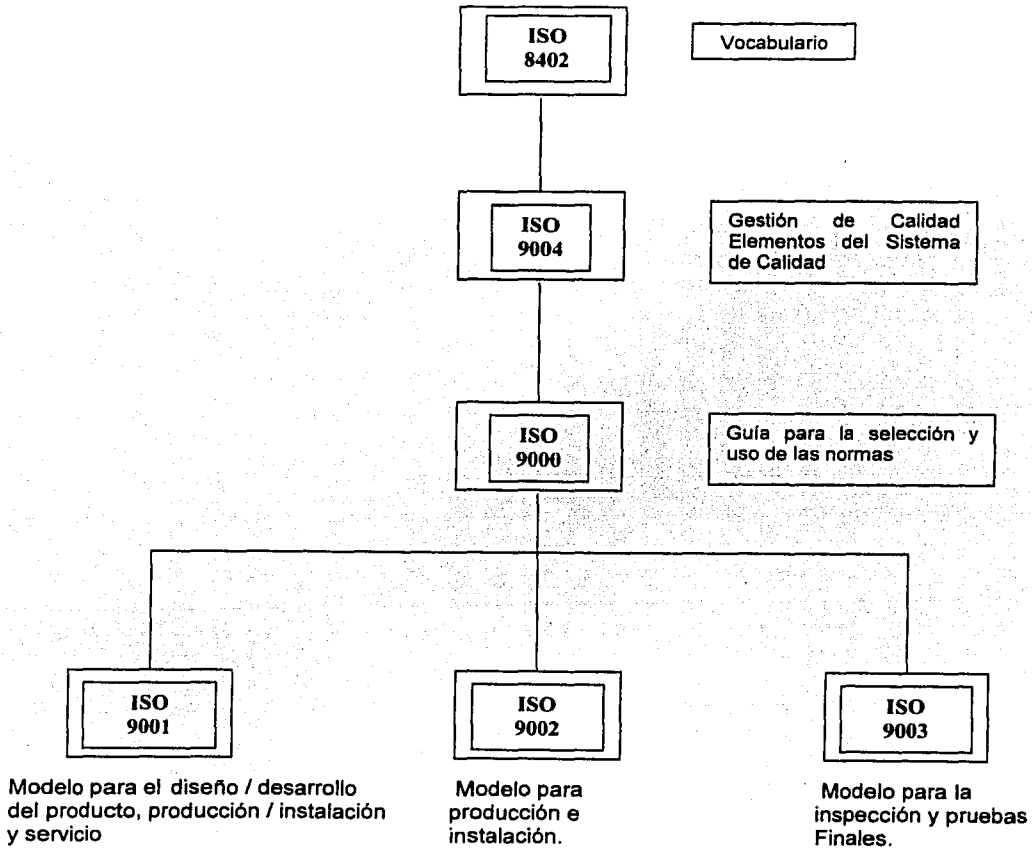 ISO
8402
Vocabulario
ISO
9004
Gestión de Calidad
Elementos del Sistema
de Calidad
ISO
9000
Guía para la selección y
uso de las normas
ISO
9001
Modelo para el diseño / desarrollo
del producto, producción / instalación
y servicio
ISO
9002
Modelo para
producción e
instalación.
ISO
9003
Modelo para la
inspección y pruebas
Finales.